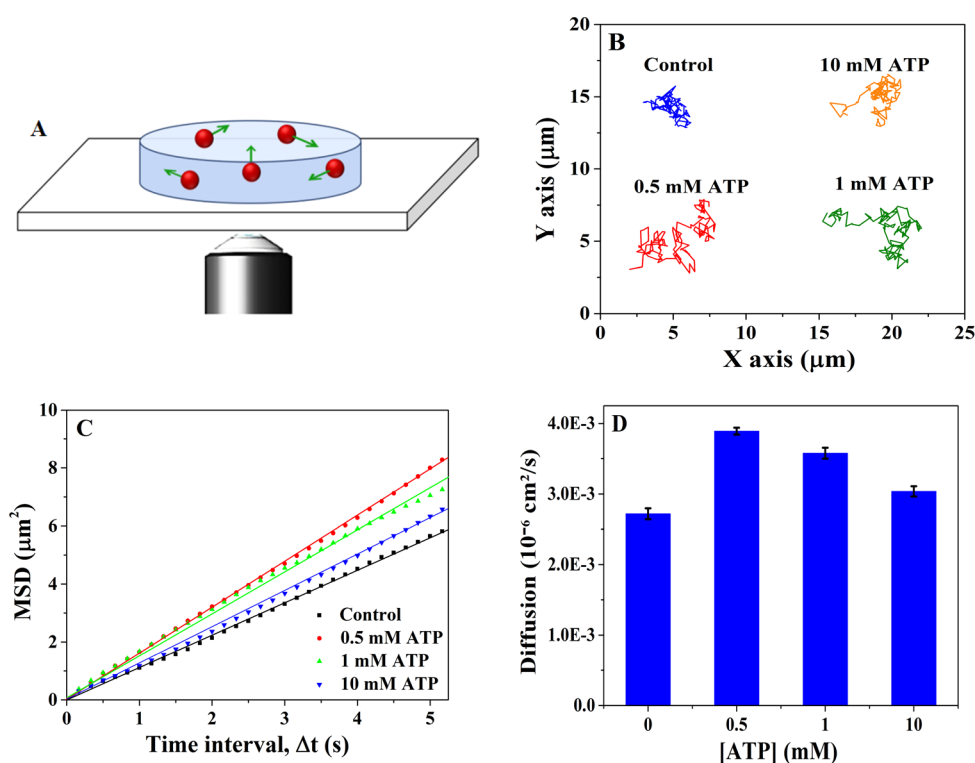 A
B
Control
10 mM ATP
0.5 mM ATP
1 mM ATP
20
15
10
5
0
Y axis (μm)
0
5
10
15
20
25
X axis (μm)
C
10
8
6
4
2
0
MSD (μm²)
Control
0.5 mM ATP
1 mM ATP
10 mM ATP
0
1
2
3
4
5
Time interval, Δt (s)
D
4.0E-3
3.0E-3
2.0E-3
1.0E-3
0.0
Diffusion (10⁻⁶ cm²/s)
0
0.5
1
10
[ATP] (mM)